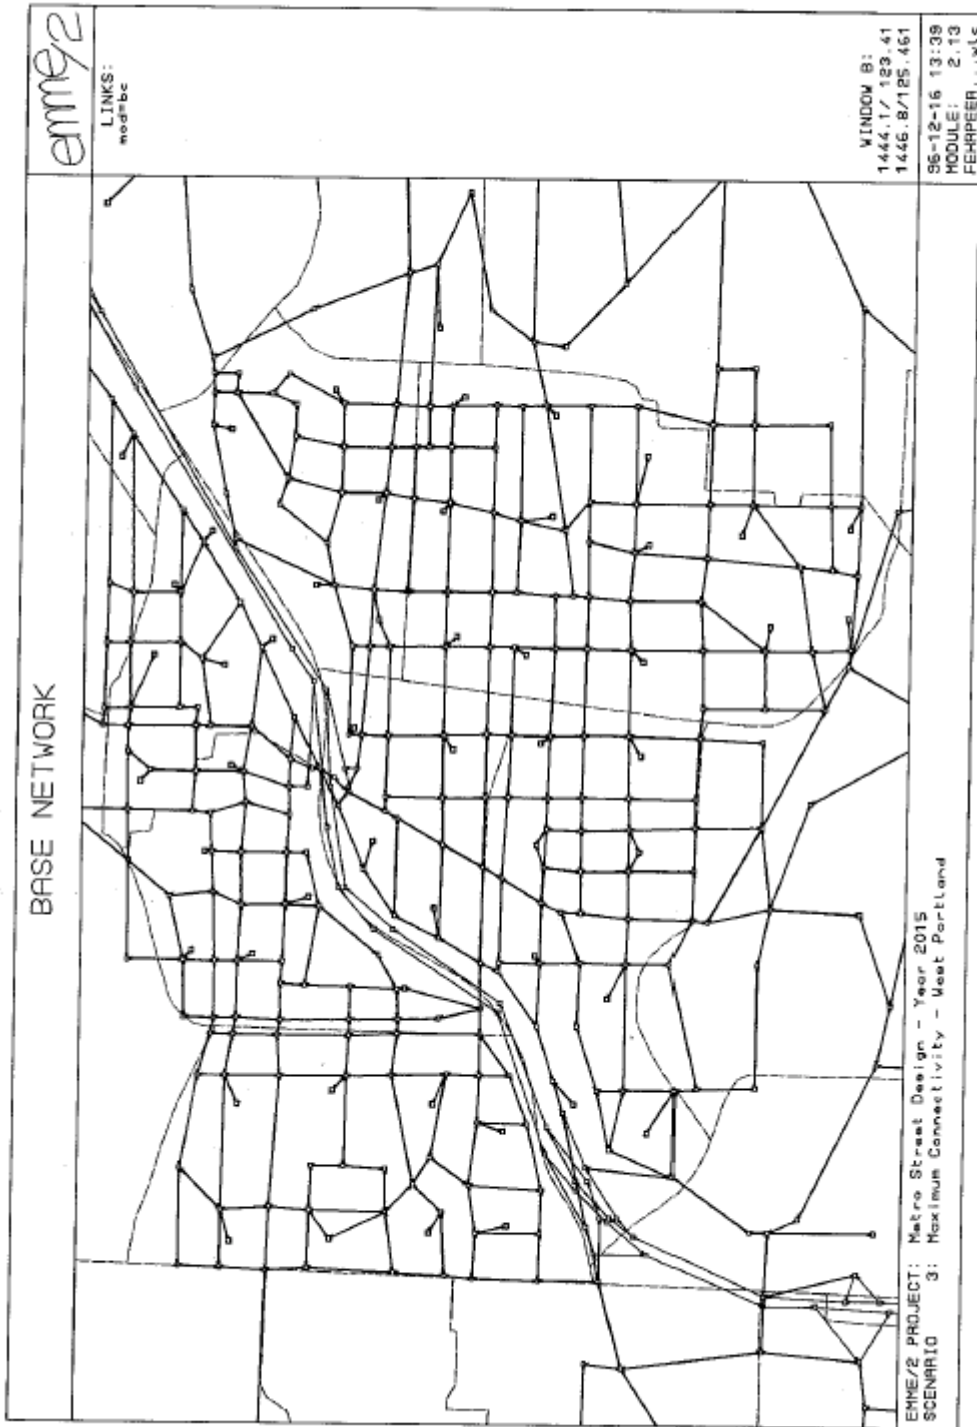 BASE NETWORK
emme/2
LINKS:
mod=bc
WINDOW B:
1444.1/ 123.41
1446.8/125.461
EMME/2 PROJECT: Metro Street Design - Year 2015
SCENARIO 3: Maximum Connectivity - West Portland
96-12-16 13:39
MODULE: 2.13